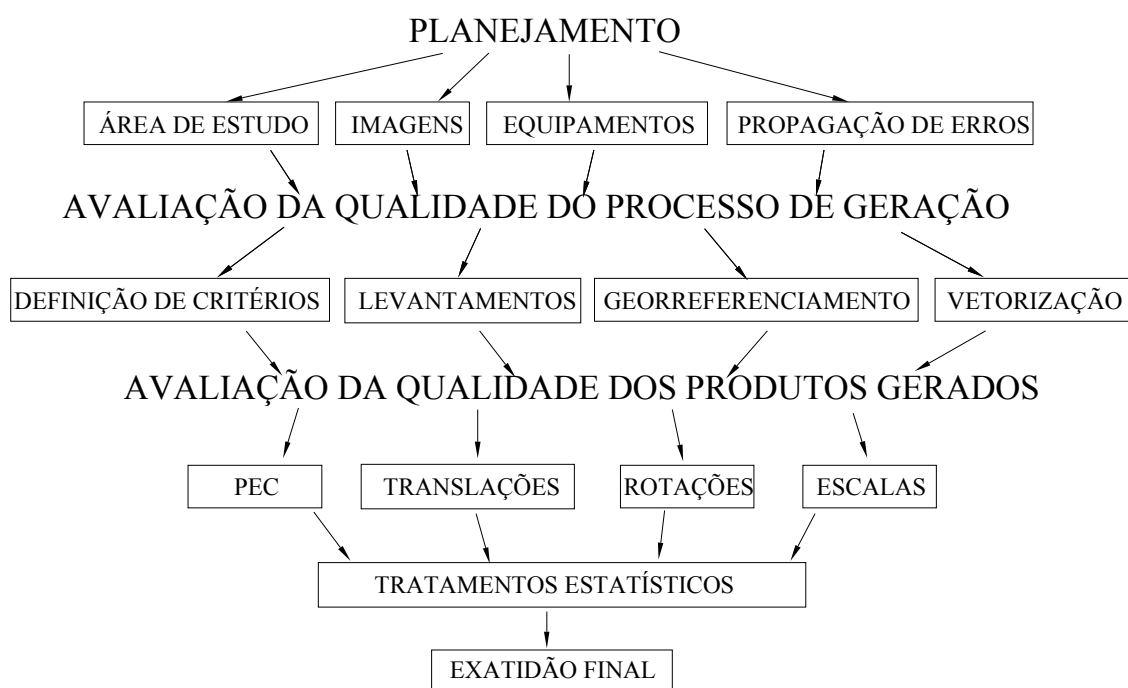 PLANEJAMENTO
ÁREA DE ESTUDO
IMAGENS
EQUIPAMENTOS
PROPAGAÇÃO DE ERROS
AVALIAÇÃO DA QUALIDADE DO PROCESSO DE GERAÇÃO
DEFINIÇÃO DE CRITÉRIOS
LEVANTAMENTOS
GEORREFERENCIAMENTO
VETORIZAÇÃO
AVALIAÇÃO DA QUALIDADE DOS PRODUTOS GERADOS
PEC
TRANSLAÇÕES
ROTAÇÕES
ESCALAS
TRATAMENTOS ESTATÍSTICOS
EXATIDÃO FINAL